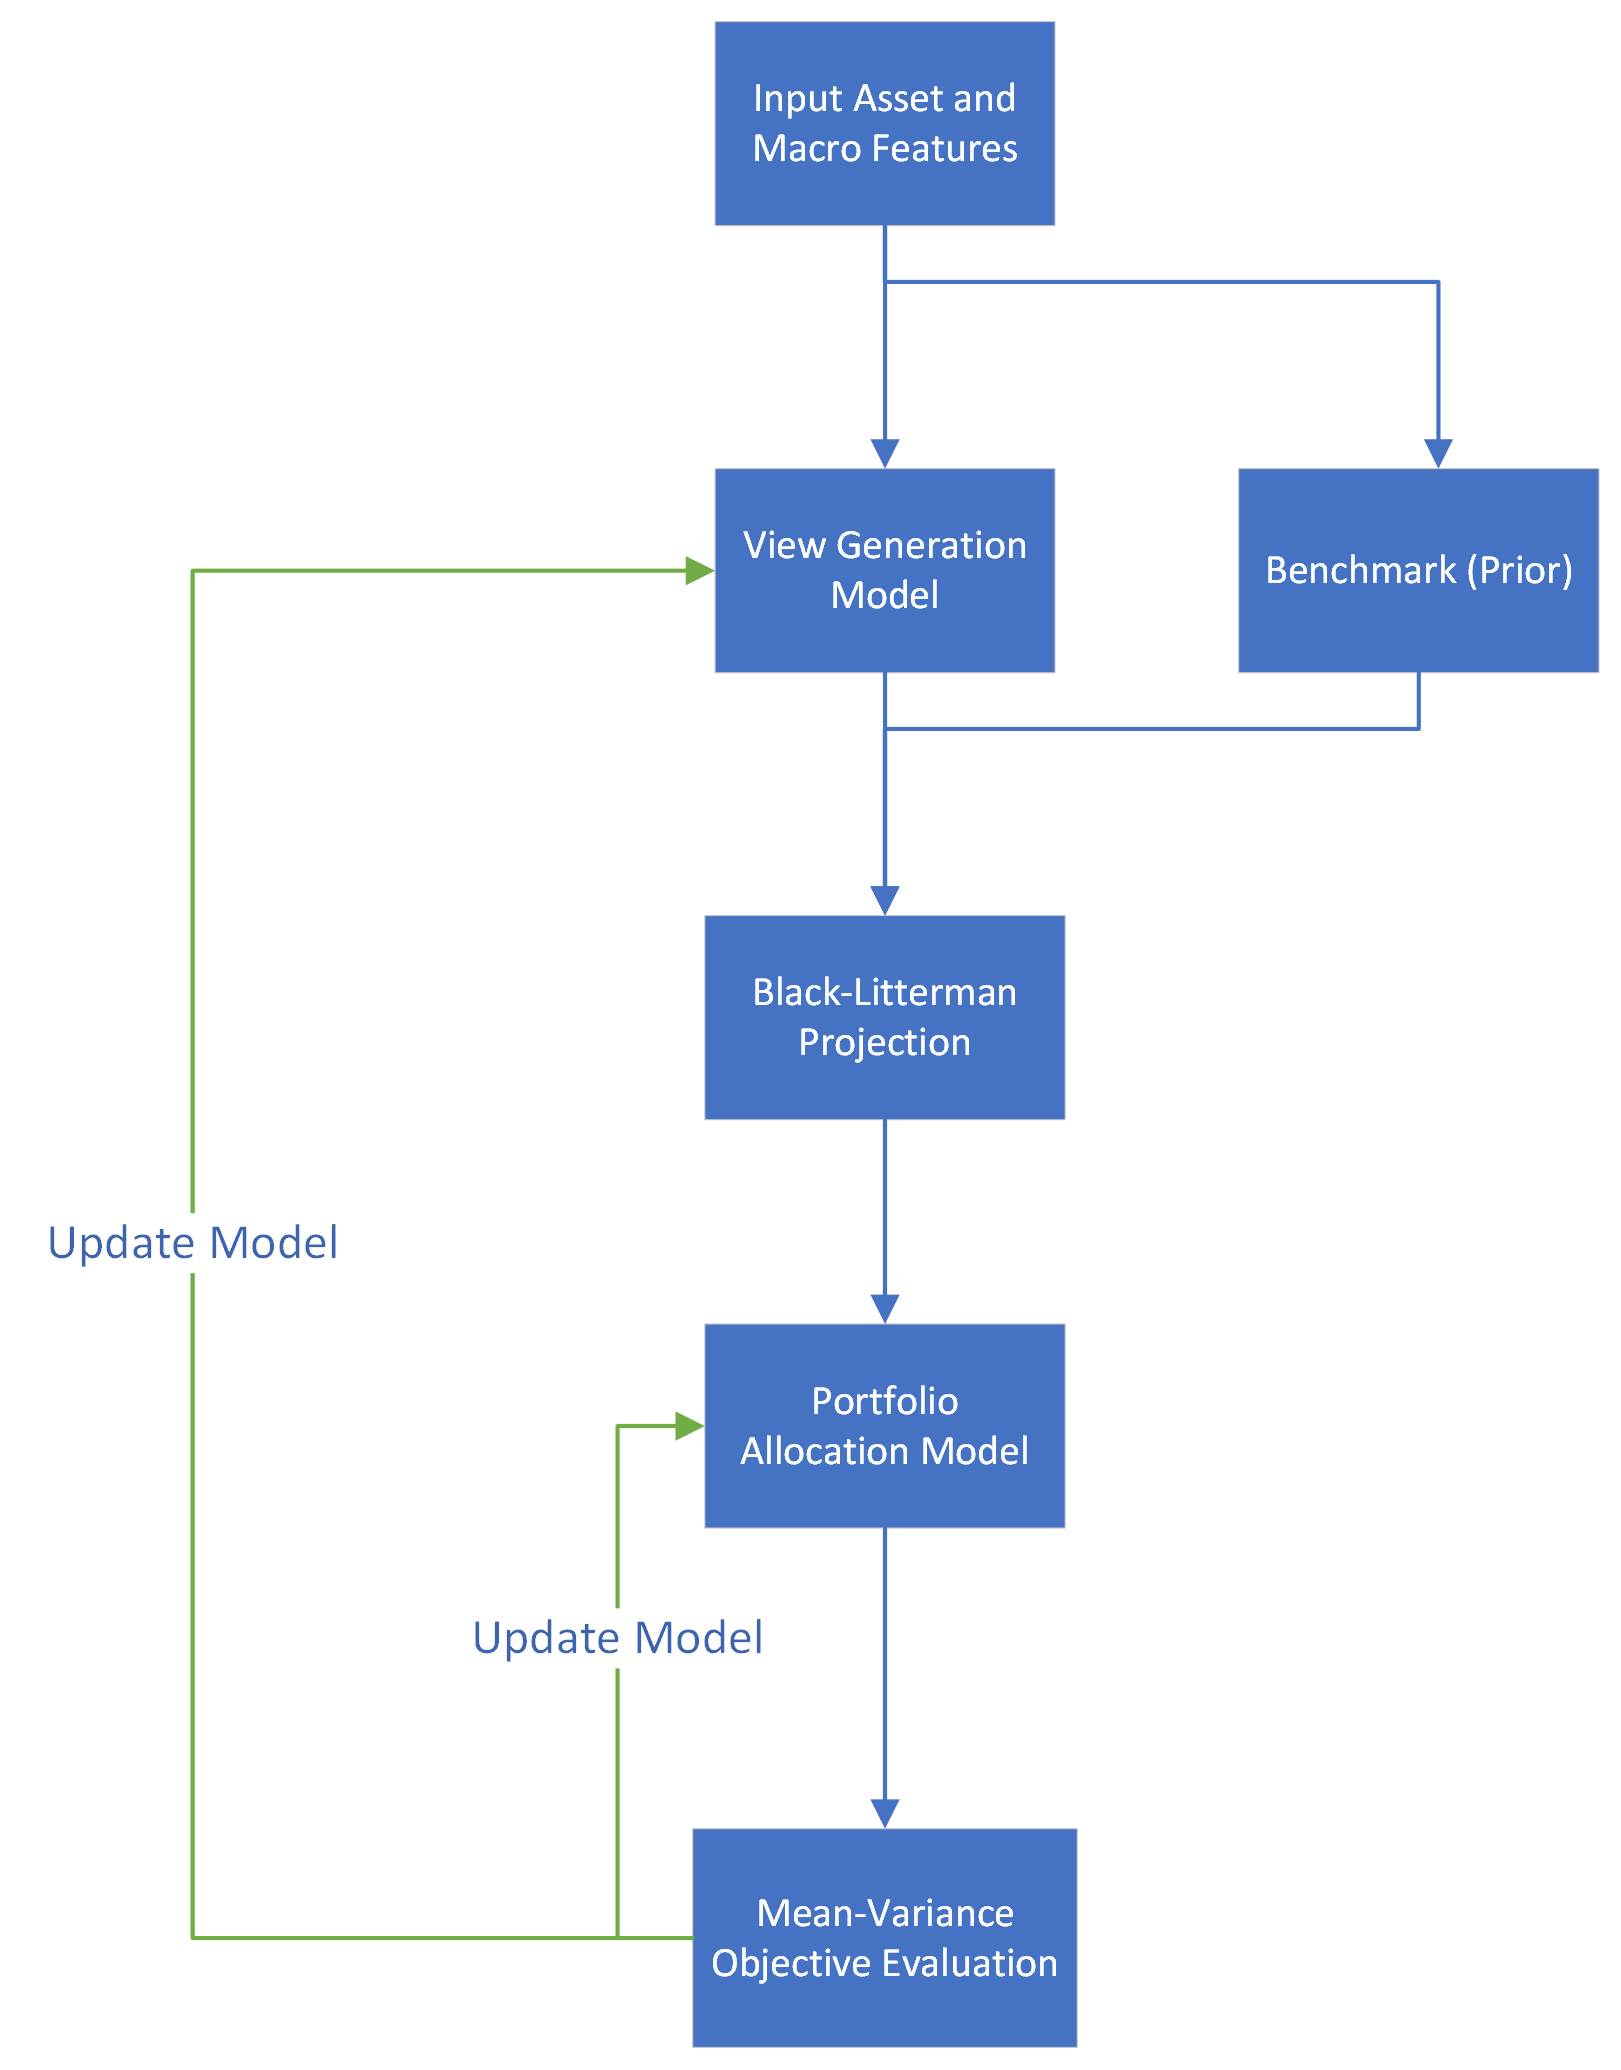 Input Asset and
Macro Features
View Generation
Model
Benchmark (Prior)
Black-Litterman
Projection
Update Model
Portfolio
Allocation Model
Update Model
Mean-Variance
Objective Evaluation